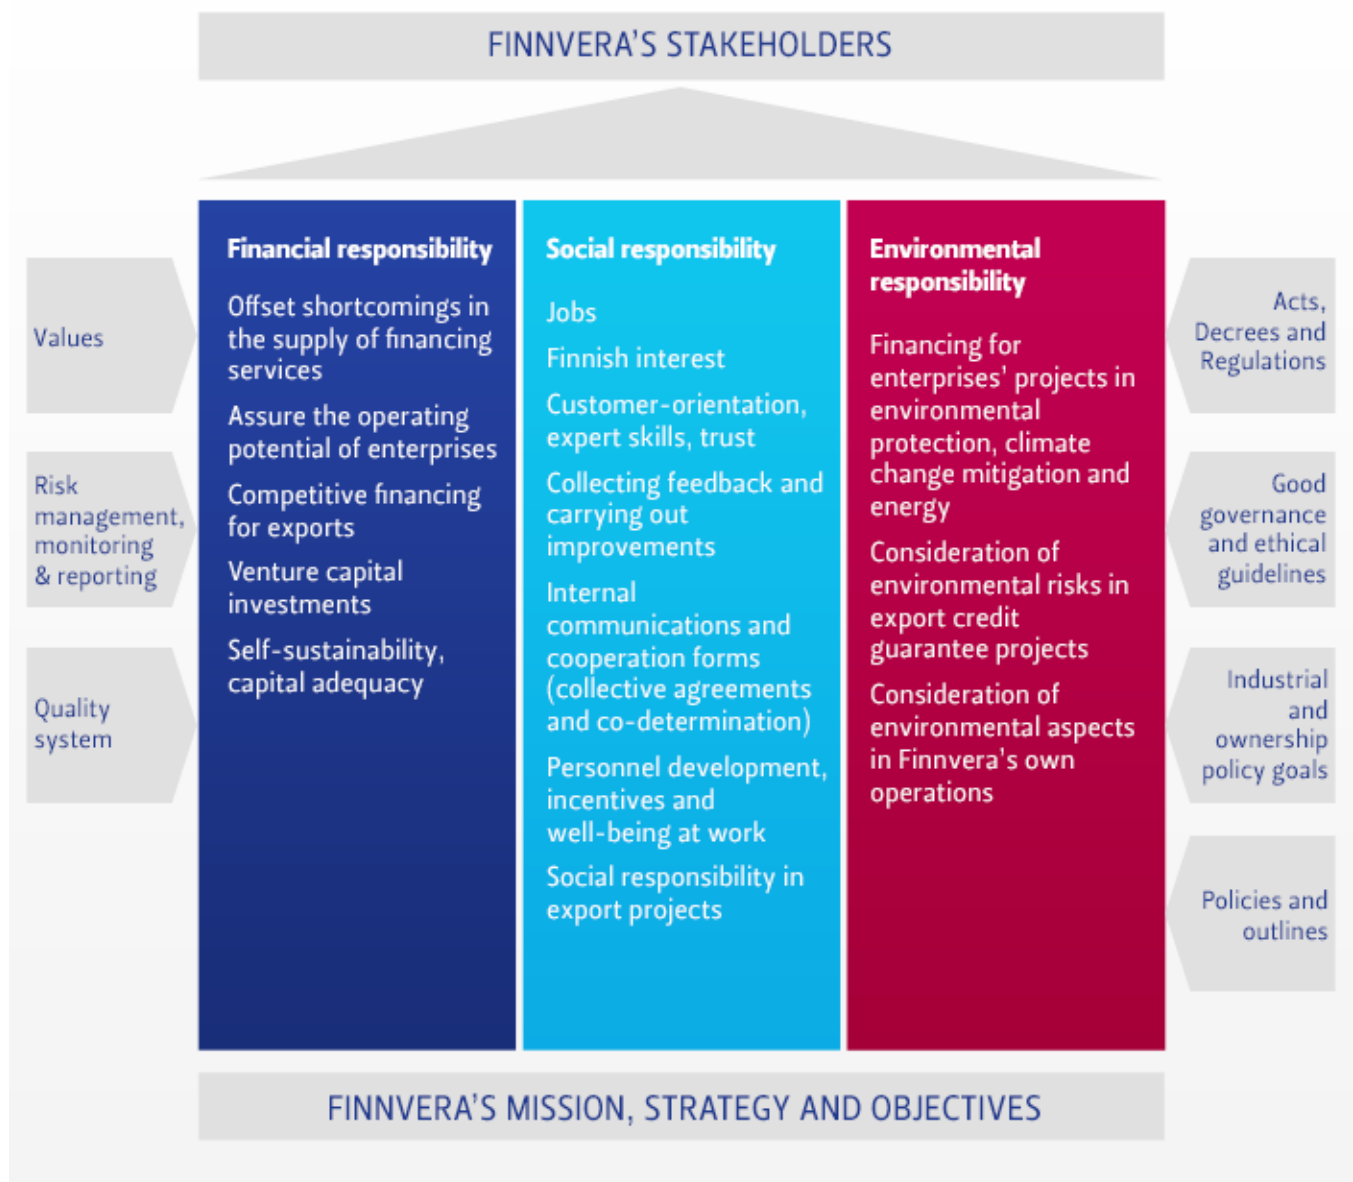 FINNVERA'S STAKEHOLDERS
Values
Risk
management,
monitoring
& reporting
Quality
system
Financial responsibility
Offset shortcomings in
the supply of financing
services
Assure the operating
potential of enterprises
Competitive financing
for exports
Venture capital
investments
Self-sustainability,
capital adequacy
Social responsibility
Jobs
Finnish interest
Customer-orientation,
expert skills, trust
Collecting feedback and
carrying out
improvements
Internal
communications and
cooperation forms
(collective agreements
and co-determination)
Personnel development,
incentives and
well-being at work
Social responsibility in
export projects
Environmental
responsibility
Financing for
enterprises' projects in
environmental
protection, climate
change mitigation and
energy
Consideration of
environmental risks in
export credit
guarantee projects
Consideration of
environmental aspects
in Finnvera's own
operations
Acts,
Decrees and
Regulations
Good
governance
and ethical
guidelines
Industrial
and
ownership
policy goals
Policies and
outlines
FINNVERA'S MISSION, STRATEGY AND OBJECTIVES